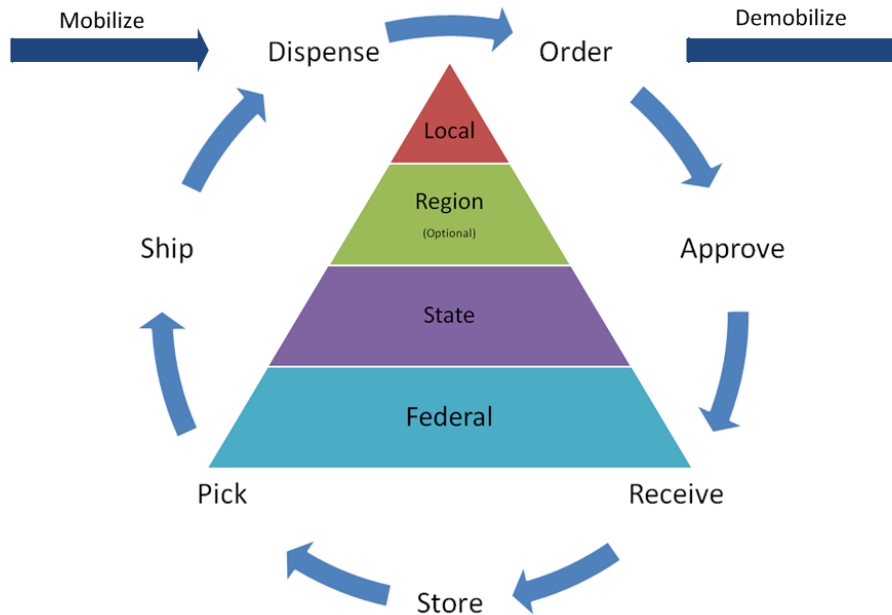 Mobilize
Demobilize
Dispense
Order
Local
Region
(Optional)
Ship
Approve
State
Federal
Pick
Receive
Store